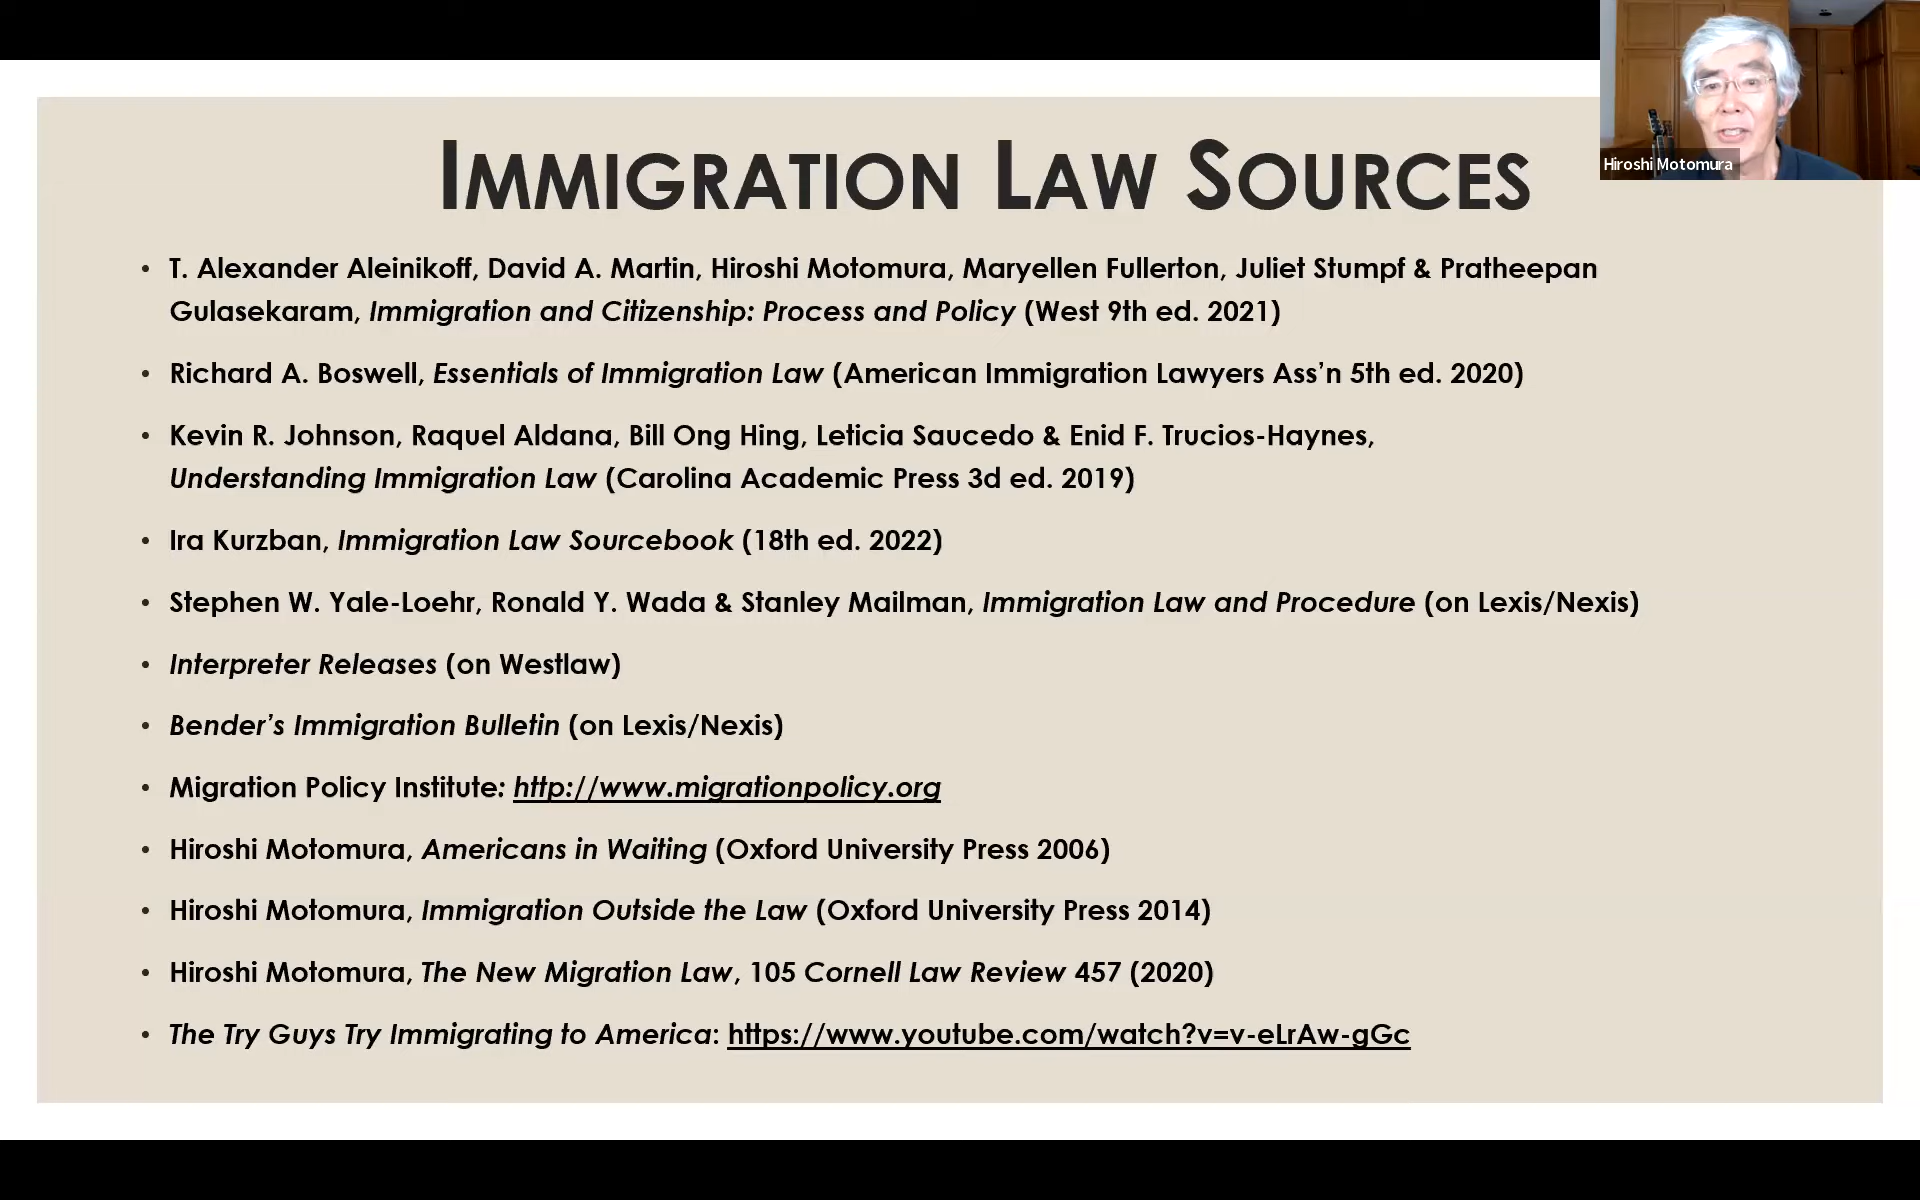 IMMIGRATION LAW SOURCES
Hiroshi Motomura
• T. Alexander Aleinikoff, David A. Martin, Hiroshi Motomura, Maryellen Fullerton, Juliet Stumpf & Pratheepan
Gulasekaram, Immigration and Citizenship: Process and Policy (West 9th ed. 2021)
• Richard A. Boswell, Essentials of Immigration Law (American Immigration Lawyers Ass’n 5th ed. 2020)
• Kevin R. Johnson, Raquel Aldana, Bill Ong Hing, Leticia Saucedo & Enid F. Trucios-Haynes,
Understanding Immigration Law (Carolina Academic Press 3d ed. 2019)
• Ira Kurzban, Immigration Law Sourcebook (18th ed. 2022)
• Stephen W. Yale-Loehr, Ronald Y. Wada & Stanley Mailman, Immigration Law and Procedure (on Lexis/Nexis)
• Interpreter Releases (on Westlaw)
• Bender’s Immigration Bulletin (on Lexis/Nexis)
• Migration Policy Institute: http://www.migrationpolicy.org
• Hiroshi Motomura, Americans in Waiting (Oxford University Press 2006)
• Hiroshi Motomura, Immigration Outside the Law (Oxford University Press 2014)
• Hiroshi Motomura, The New Migration Law, 105 Cornell Law Review 457 (2020)
• The Try Guys Try Immigrating to America: https://www.youtube.com/watch?v=v-eLrAw-gGc